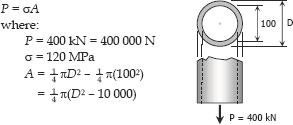 P = σA
where:
P = 400 kN = 400 000 N
σ = 120 MPa
A = ¼ πD² – ¼ π(100²)
= ¼ π(D² – 10 000)
100
D
P = 400 kN